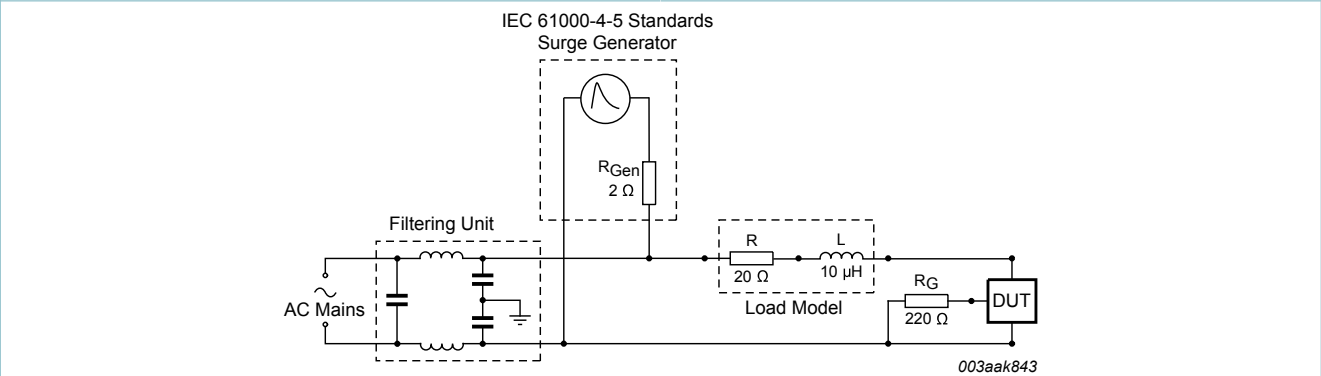 IEC 61000-4-5 Standards
Surge Generator
RGen
2 Ω
Filtering Unit
R
L
20 Ω
10 μH
RG
DUT
AC Mains
Load Model
220 Ω
003aak843